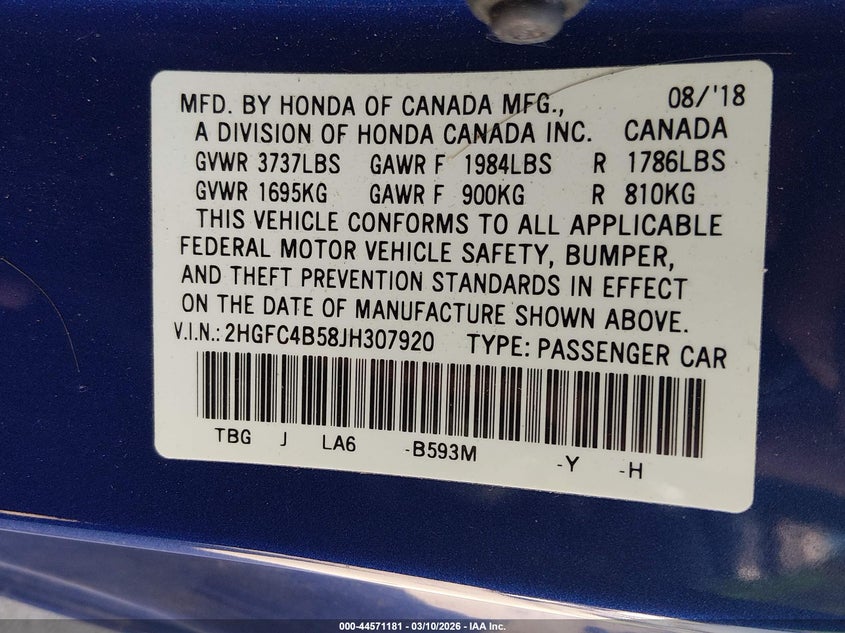 MFD. BY HONDA OF CANADA MFG., 08/'18
A DIVISION OF HONDA CANADA INC. CANADA
GVWR 3737LBS GAWR F 1984LBS R 1786LBS
GVWR 1695KG GAWR F 900KG R 810KG
THIS VEHICLE CONFORMS TO ALL APPLICABLE
FEDERAL MOTOR VEHICLE SAFETY, BUMPER,
AND THEFT PREVENTION STANDARDS IN EFFECT
ON THE DATE OF MANUFACTURE SHOWN ABOVE.
V.I.N.: 2HGFC4B58JH307920 TYPE: PASSENGER CAR
TBG J LA6 -B593M -Y -H
000-44571181 - 03/10/2026 - IAA Inc.